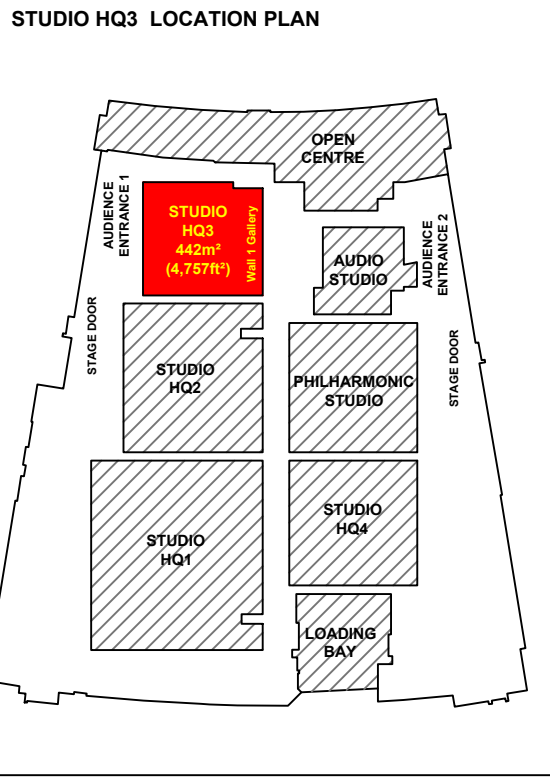 STUDIO HQ3 LOCATION PLAN
OPEN
CENTRE
AUDIENCE
ENTRANCE 1
STUDIO
HQ3
442m²
(4,757ft²)
Wall 1 Gallery
AUDIO
STUDIO
AUDIENCE
ENTRANCE 2
STAGE DOOR
STUDIO
HQ2
PHILHARMONIC
STUDIO
STAGE DOOR
STUDIO
HQ1
STUDIO
HQ4
LOADING
BAY